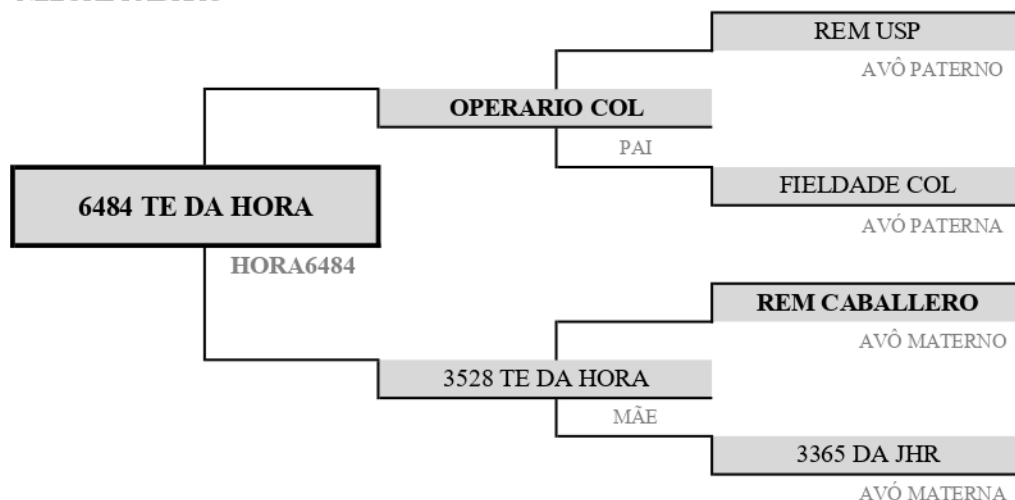 REM USP
AVÔ PATERNO
OPERARIO COL
PAI
FIELDADE COL
AVÓ PATERNA
6484 TE DA HORA
HORA6484
REM CABALLERO
AVÔ MATERNO
3528 TE DA HORA
MÃE
3365 DA JHR
AVÓ MATERNA